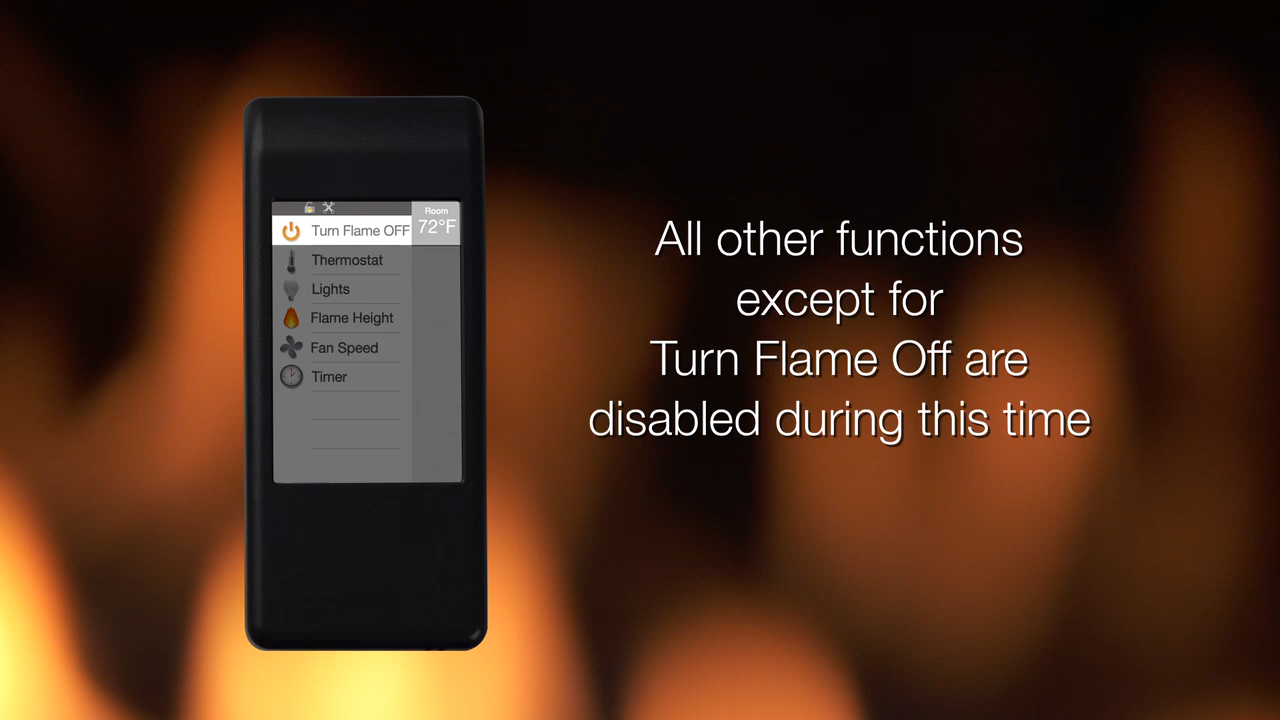 Room
72°F
Turn Flame OFF
Thermostat
Lights
Flame Height
Fan Speed
Timer
All other functions
except for
Turn Flame Off are
disabled during this time